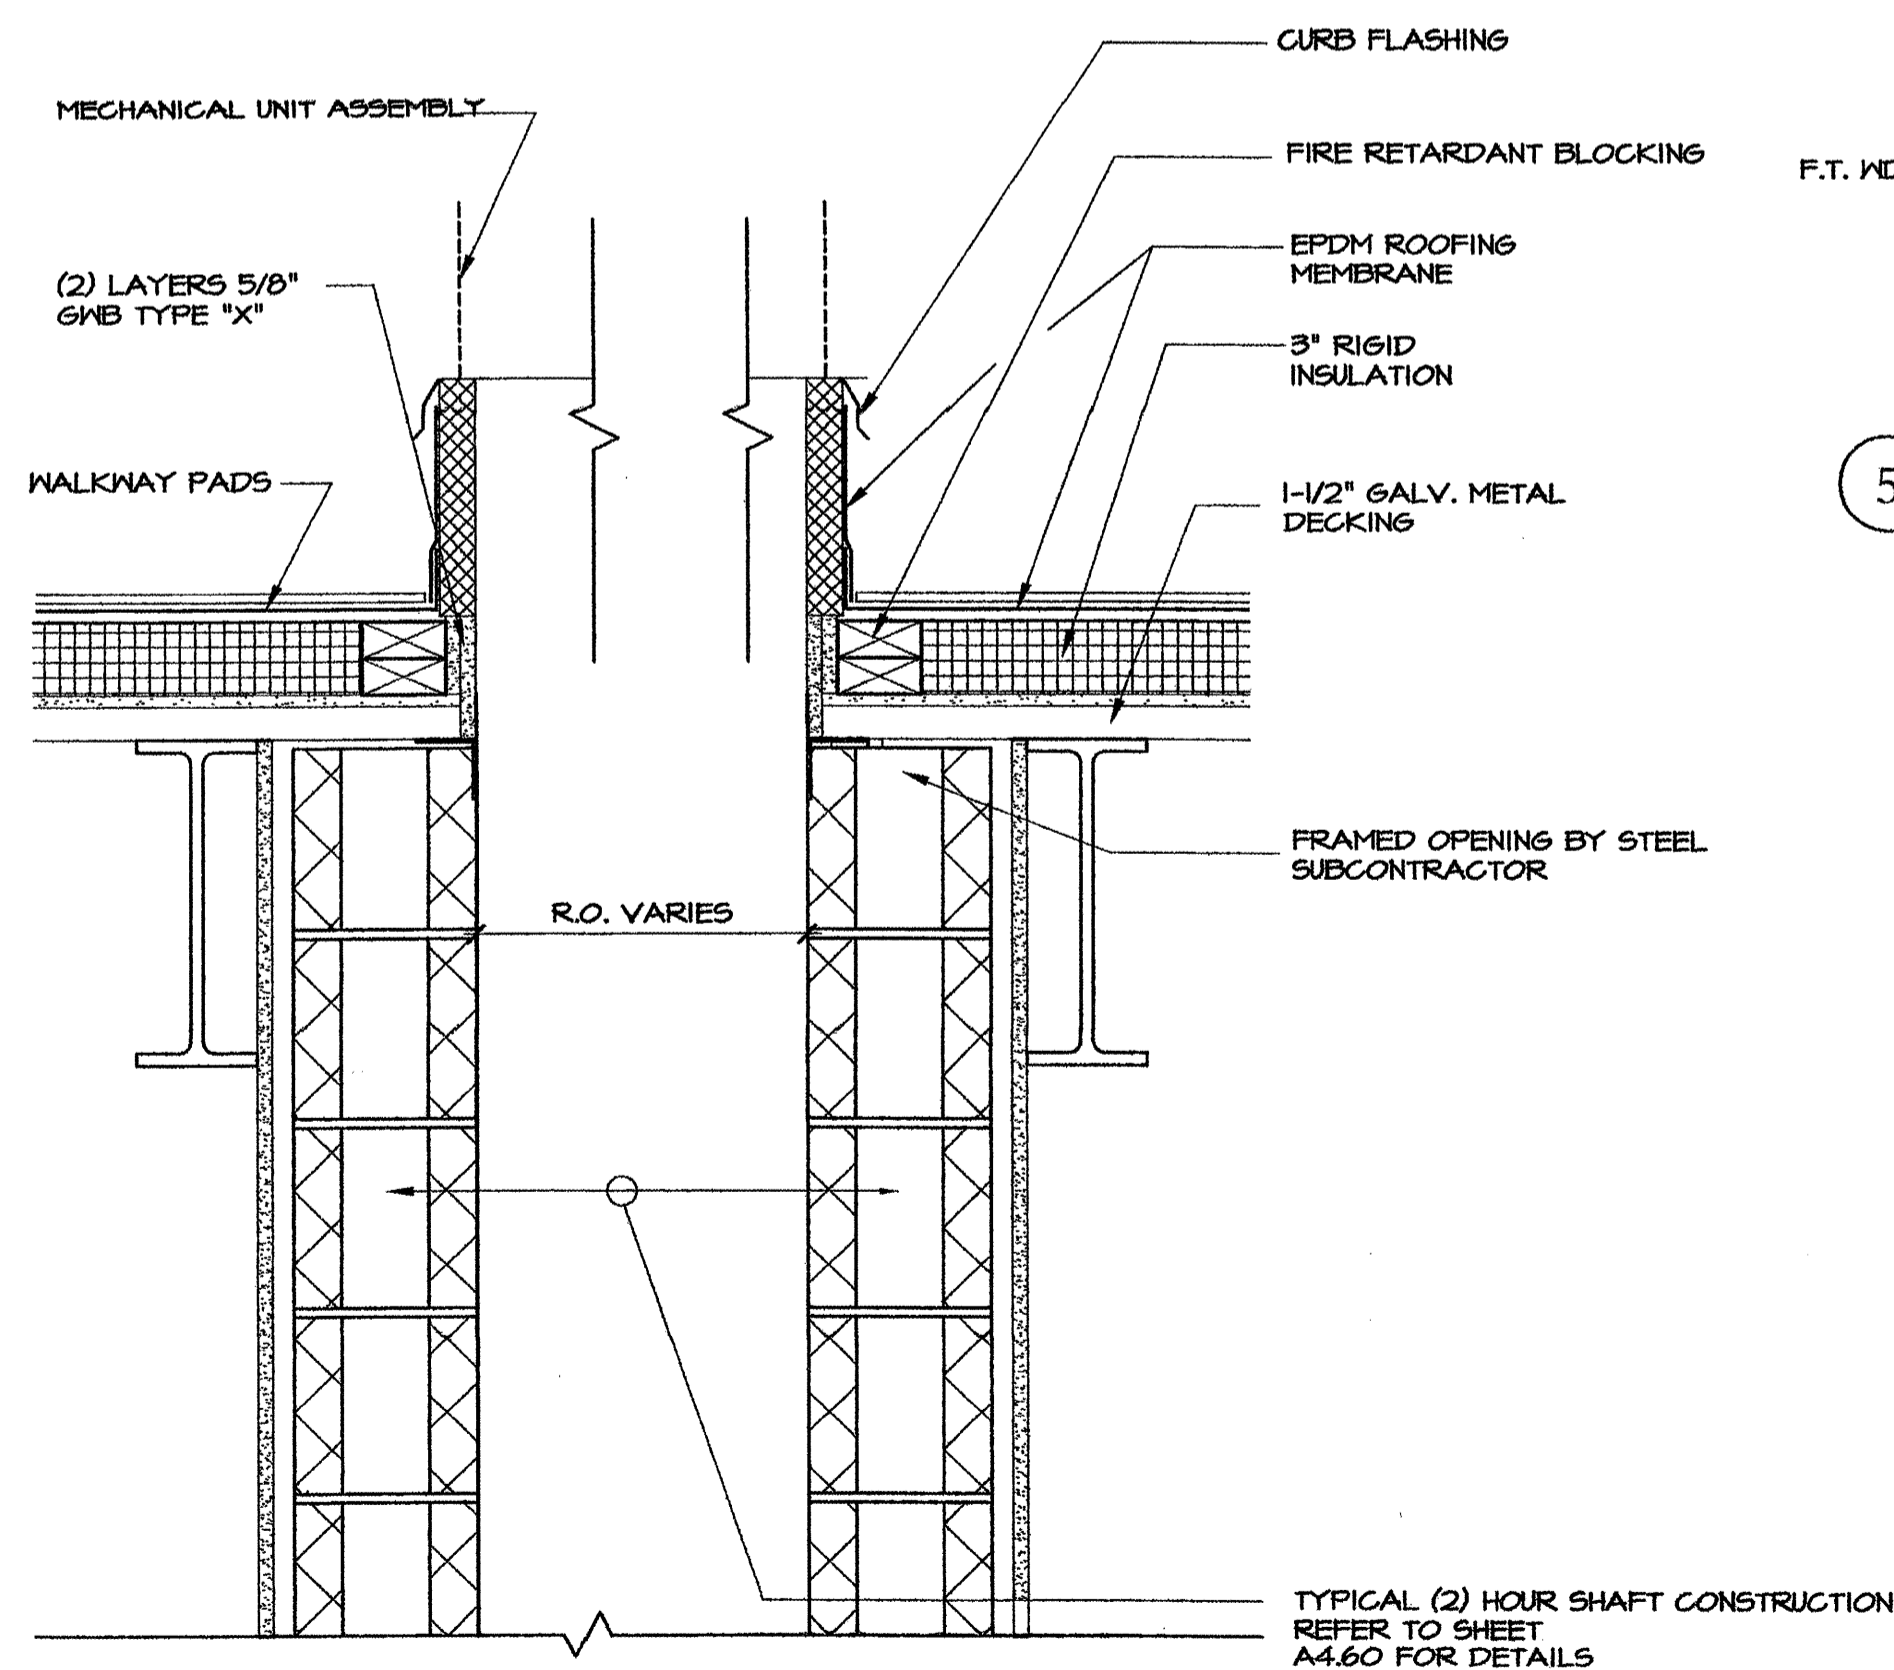 CURB FLASHING
MECHANICAL UNIT ASSEMBLY
FIRE RETARDANT BLOCKING
F.T.
EPDM ROOFING
MEMBRANE
(2) LAYERS 5/8"
GWB TYPE "X"
3" RIGID
INSULATION
WALKWAY PADS
1-1/2" GALV. METAL
DECKING
5
FRAMED OPENING BY STEEL
SUBCONTRACTOR
R.O. VARIES
TYPICAL (2) HOUR SHAFT CONSTRUCTION
REFER TO SHEET
A4.60 FOR DETAILS